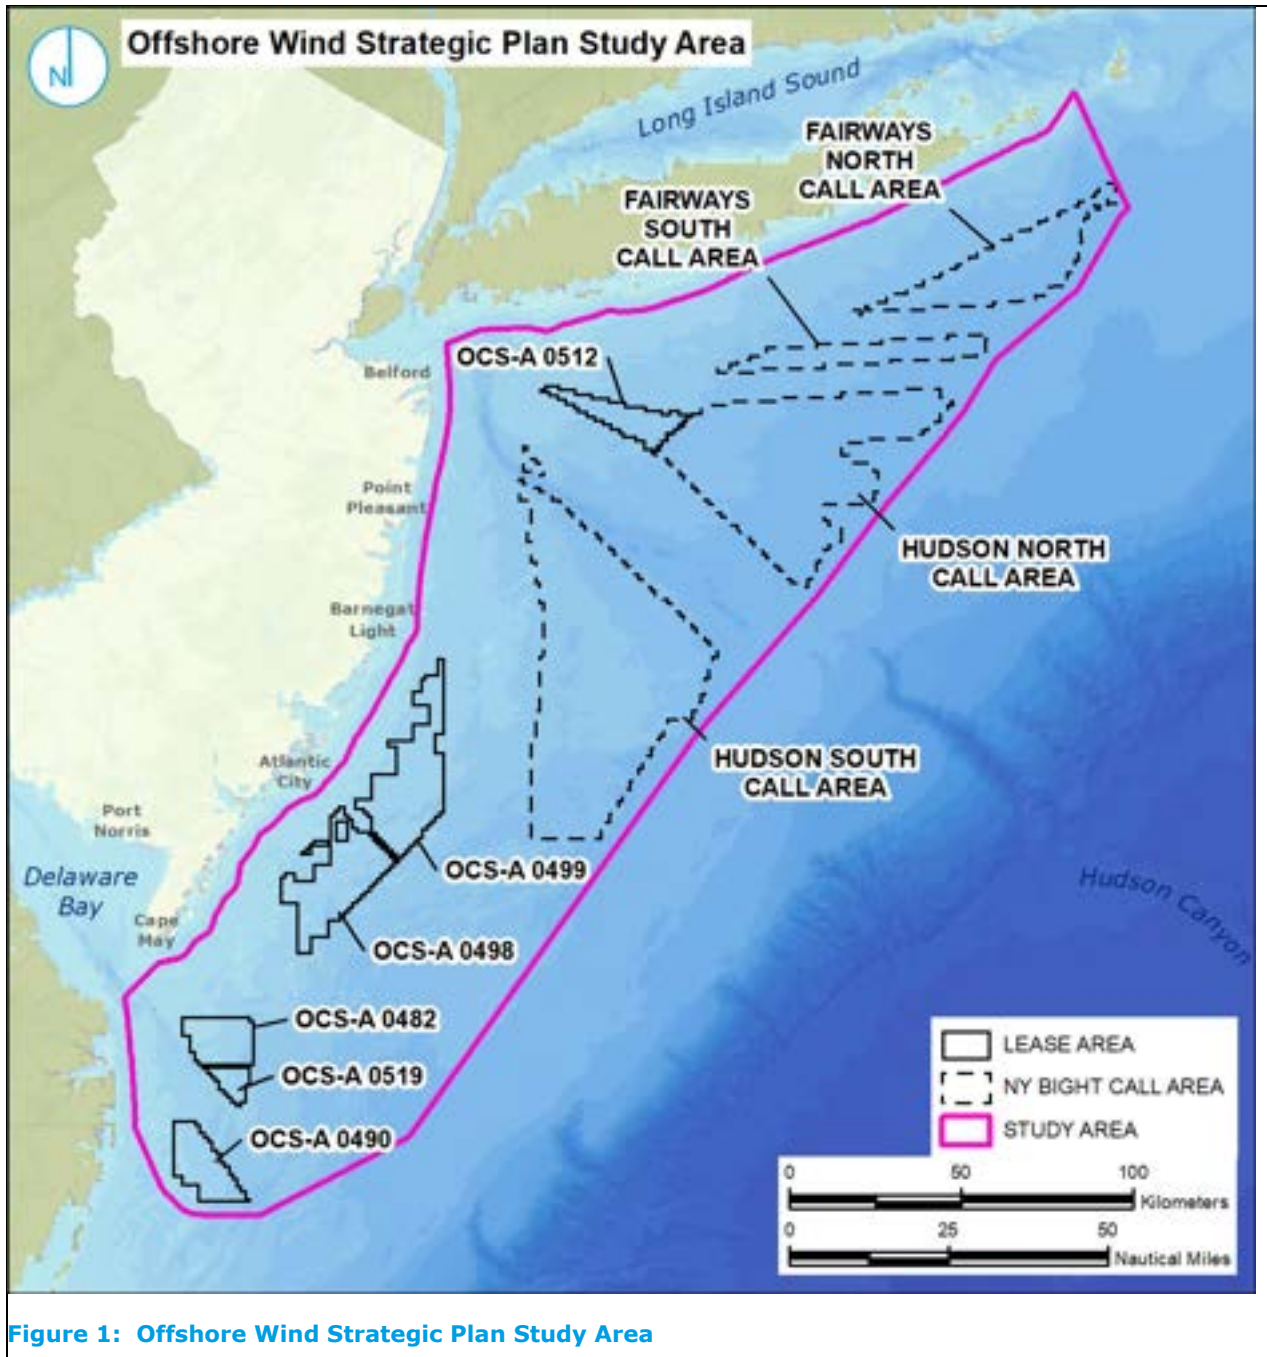 Offshore Wind Strategic Plan Study Area
N
Long Island Sound
FAIRWAYS
NORTH
CALL AREA
FAIRWAYS
SOUTH
CALL AREA
OCS-A 0512
Belford
Point
Pleasant
HUDSON NORTH
CALL AREA
Barnegat
Light
HUDSON SOUTH
CALL AREA
Atlantic
City
Port
Norris
OCS-A 0499
Delaware
Bay
Hudson Canyon
Cape
May
OCS-A 0498
OCS-A 0482
OCS-A 0519
OCS-A 0490
LEASE AREA
NY BIGHT CALL AREA
STUDY AREA
0 50 100
Kilometers
0 25 50
Nautical Miles
Figure 1: Offshore Wind Strategic Plan Study Area